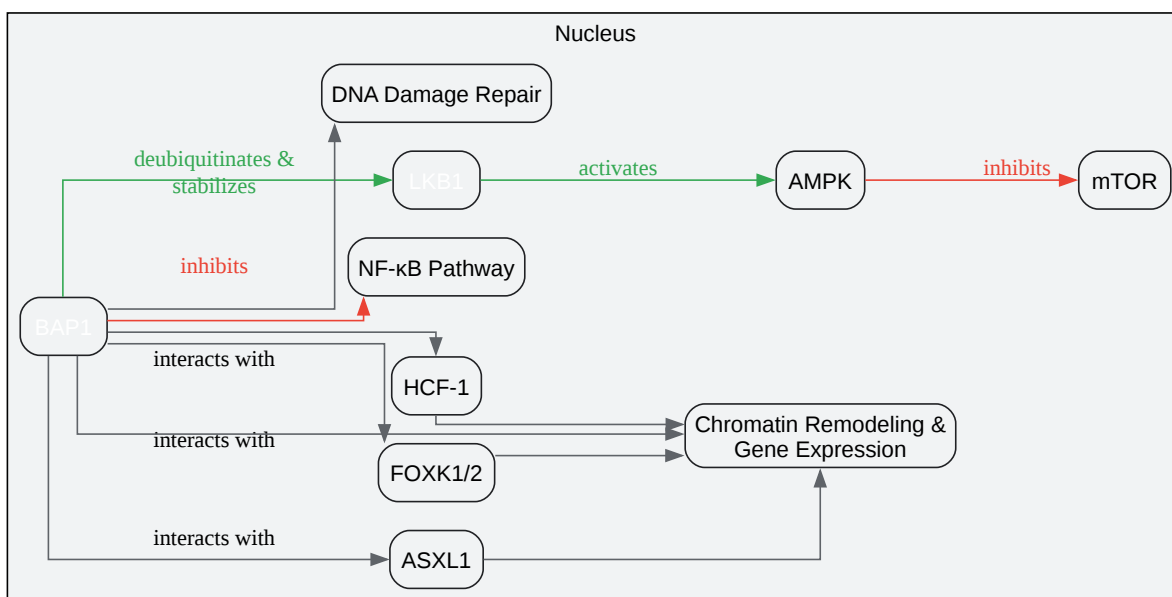 Nucleus
DNA Damage Repair
deubiquitinates &
stabilizes
LKB1
activates
AMPK
inhibits
mTOR
inhibits
NF-κB Pathway
BAP1
interacts with
HCF-1
Chromatin Remodeling &
Gene Expression
interacts with
FOXK1/2
interacts with
ASXL1